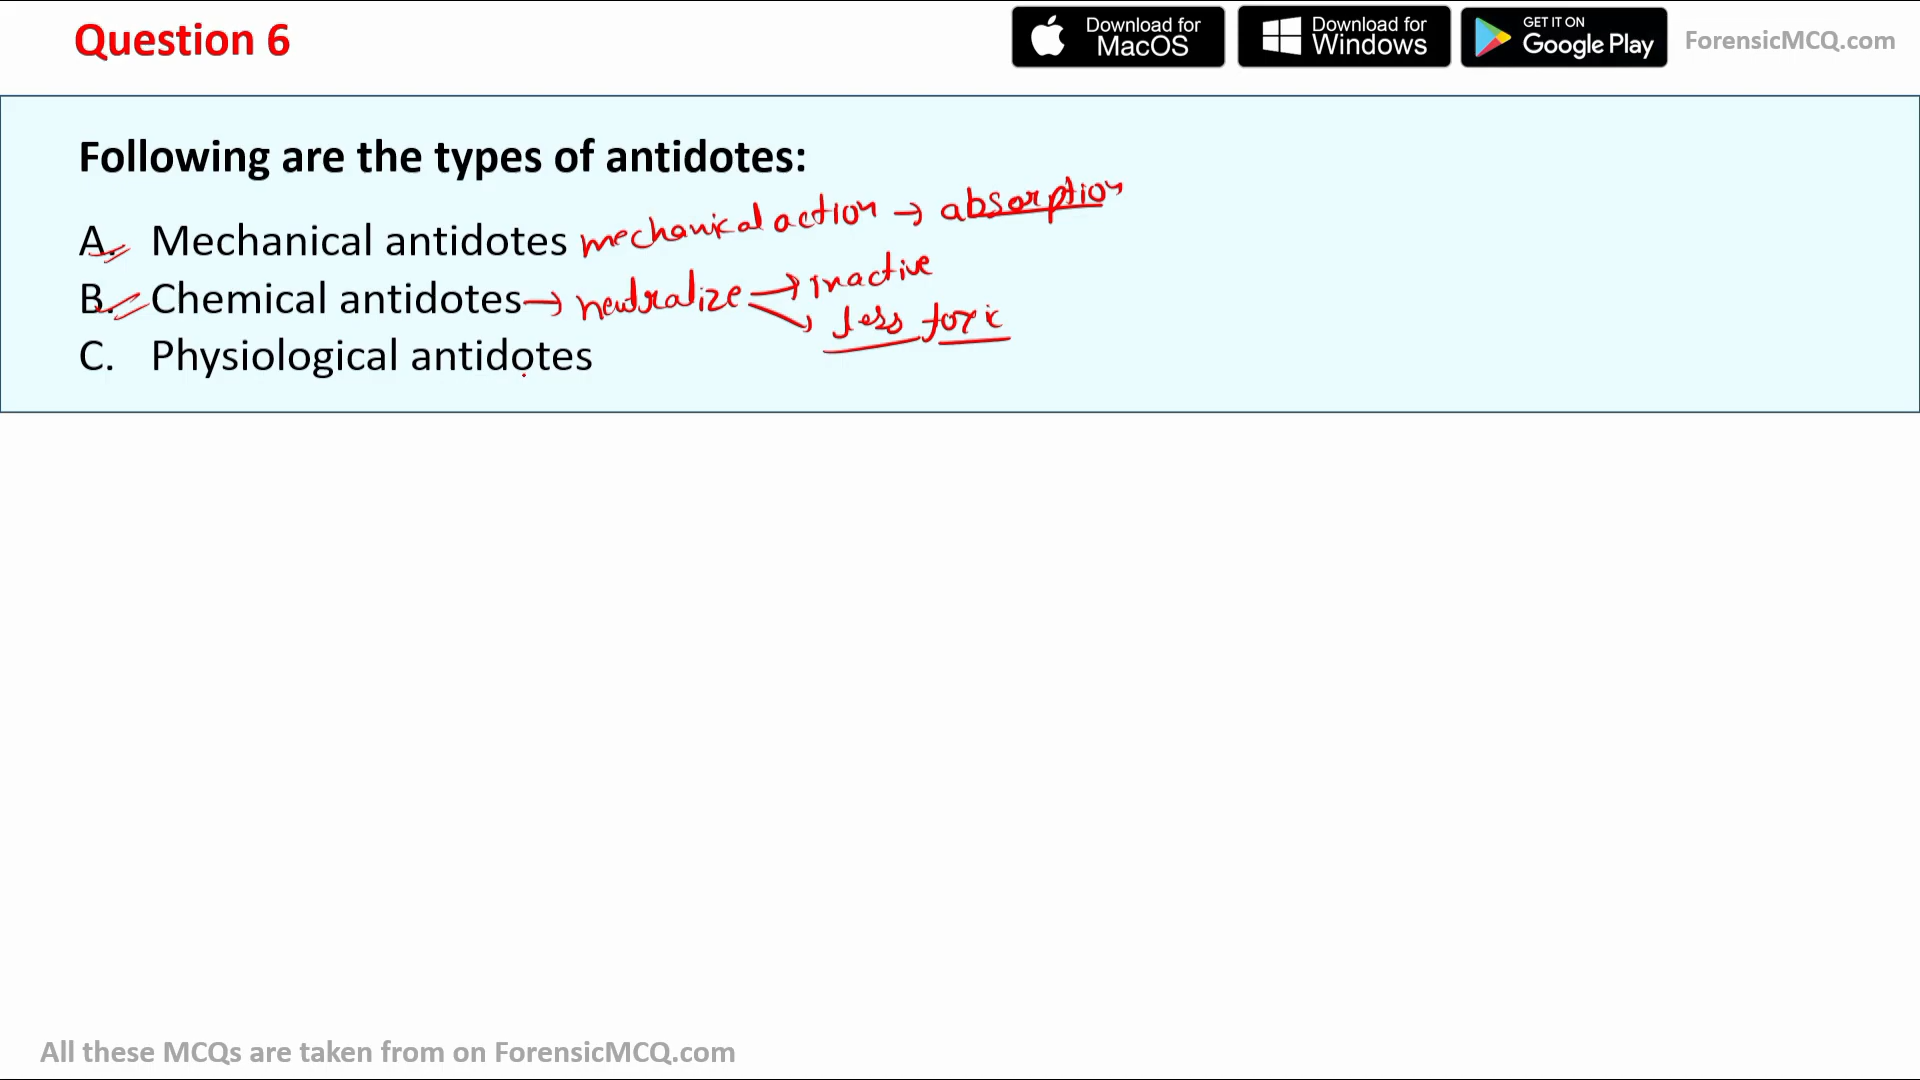 Question 6
Download for MacOS
Download for Windows
GET IT ON Google Play
ForensicMCQ.com
Following are the types of antidotes:
A. Mechanical antidotes mechanical action → absorption
B. Chemical antidotes → neutralize → inactive
→ less toxic
C. Physiological antidotes
All these MCQs are taken from on ForensicMCQ.com